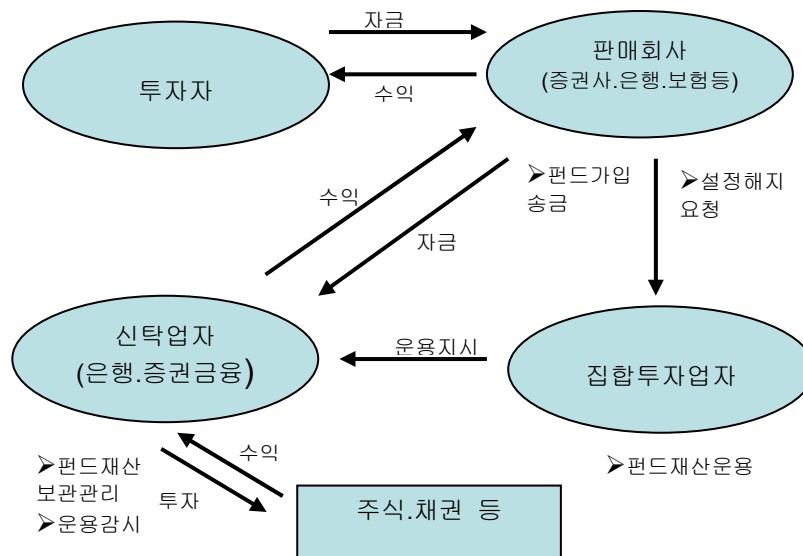 자금
판매회사
(증권사.은행.보험등)
투자자
수익
➢펀드가입
송금
➢설정해지
요청
수익
자금
신탁업자
(은행.증권금융)
운용지시
집합투자업자
수익
➢펀드재산
보관관리
➢운용감시
투자
➢펀드재산운용
주식.채권 등